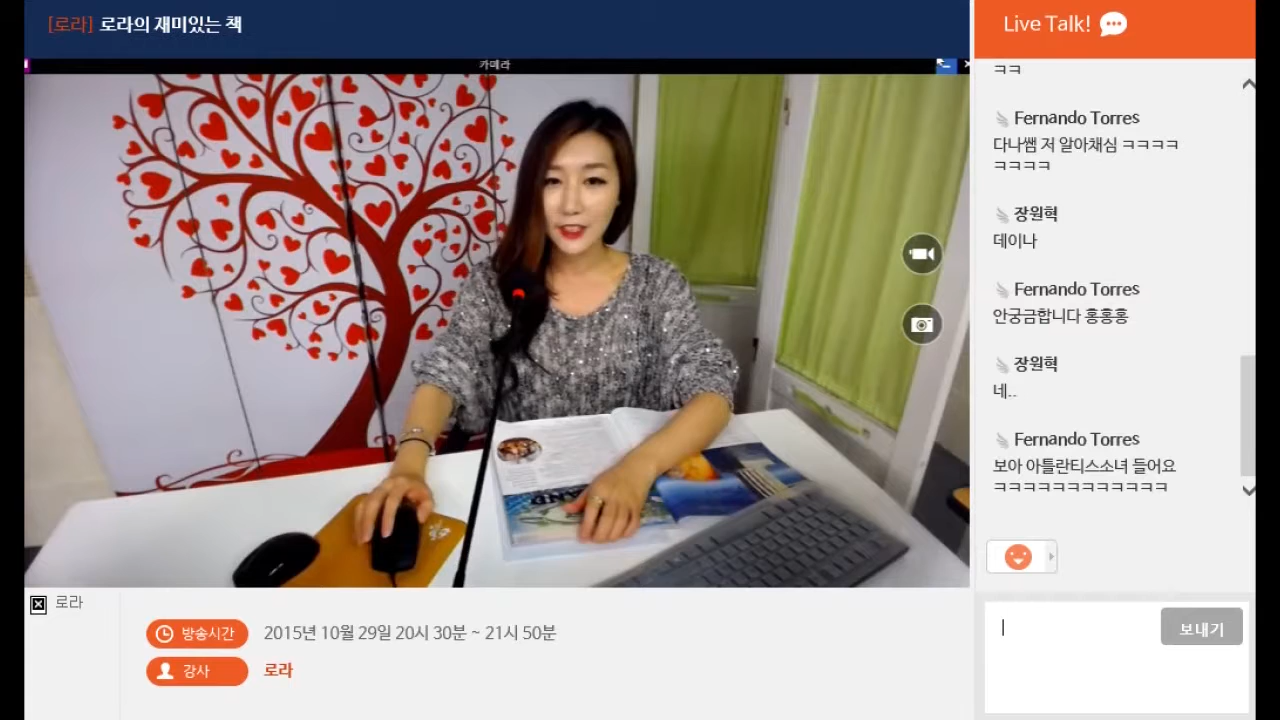 [로라] 로라의 재미있는 책
Live Talk!
카메라
ㅋㅋ
Fernando Torres
다나쌤 저 알아채심 ㅋㅋㅋㅋ
ㅋㅋㅋㅋ
장원혁
데이나
Fernando Torres
안궁금합니다 홍홍홍
장원혁
네..
Fernando Torres
보아 아틀란티스소녀 들어요
ㅋㅋㅋㅋㅋㅋㅋㅋㅋㅋㅋㅋ
로라
방송시간 2015년 10월 29일 20시 30분 ~ 21시 50분
강사 로라
보내기